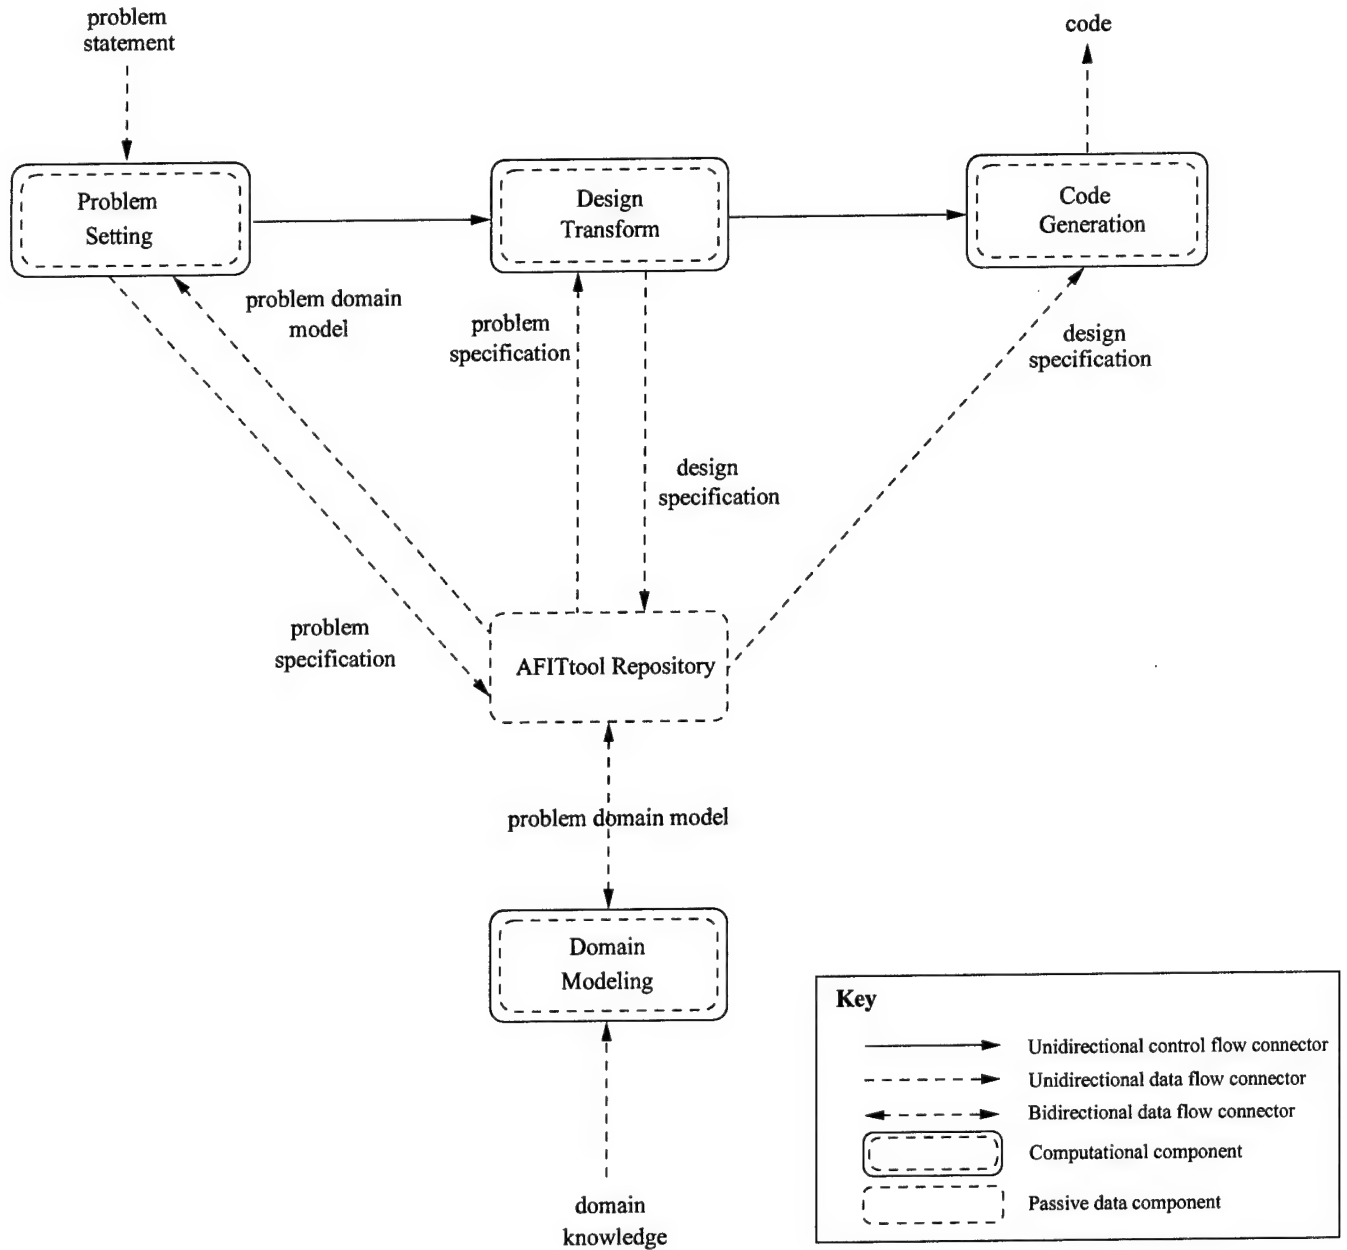 problem
statement
code
Problem
Setting
Design
Transform
Code
Generation
problem domain
model
problem
specification
design
specification
design
specification
problem
specification
AFITtool Repository
problem domain model
Domain
Modeling
domain
knowledge
Key
Unidirectional control flow connector
Unidirectional data flow connector
Bidirectional data flow connector
Computational component
Passive data component